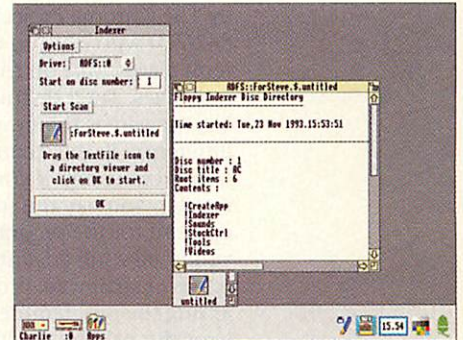 Indexer
Options
Drive: ADFS::0
Start on disc number: 1
Start Scan
:ForSteve.$.untitled
Drag the TextFile icon to
a directory viewer and
click on OK to start.
OK
ADFS::ForSteve.$.untitled
Floppy Indexer Disc Directory
Time started: Tue,23 Nov 1993.15:53:51
Disc number : 1
Disc title : AC
Root items : 6
Contents :
!CreateApp
!Indexer
!Sounds
!StockCtrl
!Tools
!Videos
untitled
Charlie :0 Apps
15.54